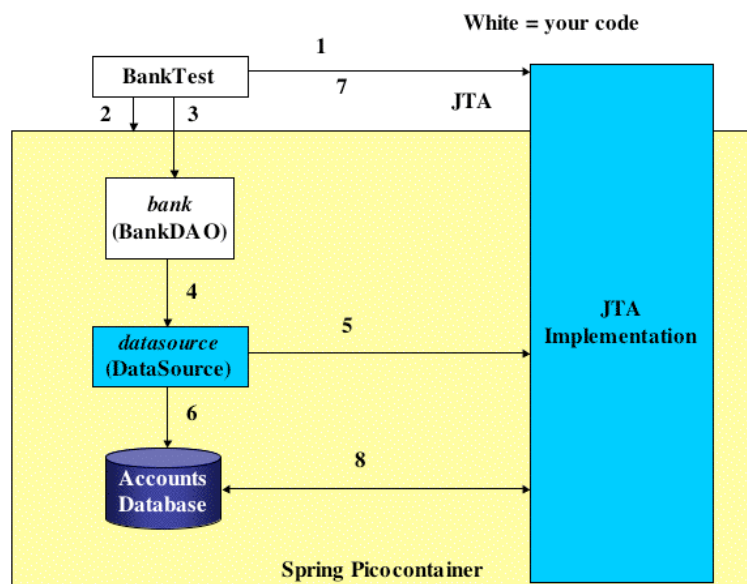 White = your code
1
BankTest
7
2
3
JTA
bank
(BankDAO)
4
JTA
Implementation
5
datasource
(DataSource)
6
8
Accounts
Database
Spring Picocontainer